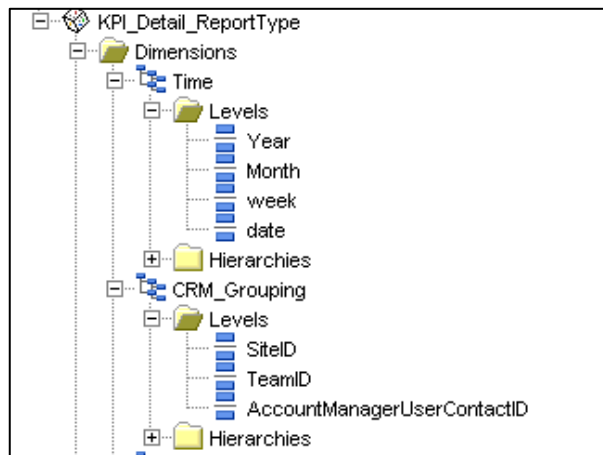 KPI_Detail_ReportType
Dimensions
Time
Levels
Year
Month
week
date
Hierarchies
CRM_Grouping
Levels
SiteID
TeamID
AccountManagerUserContactID
Hierarchies